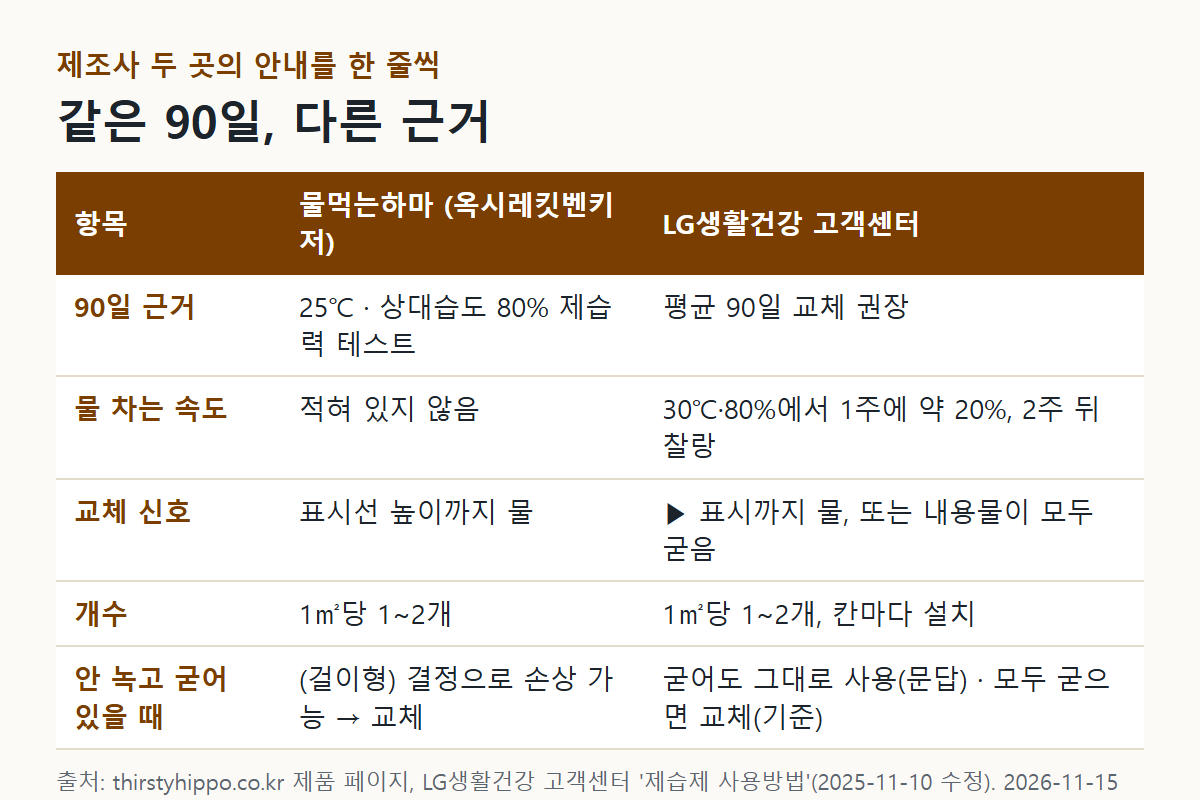 제조사 두 곳의 안내를 한 줄씩
같은 90일, 다른 근거
항목
물먹는하마 (옥시레킷벤키
저)
LG생활건강 고객센터
90일 근거
25℃ · 상대습도 80% 제습
력 테스트
평균 90일 교체 권장
물 차는 속도
적혀 있지 않음
30℃·80%에서 1주에 약 20%, 2주 뒤
찰랑
교체 신호
표시선 높이까지 물
▶ 표시까지 물, 또는 내용물이 모두
굳음
개수
1㎡당 1~2개
1㎡당 1~2개, 칸마다 설치
안 녹고 굳어
있을 때
(걸이형) 결정으로 손상 가
능 → 교체
굳어도 그대로 사용(문답) · 모두 굳으
면 교체(기준)
출처: thirstyhippo.co.kr 제품 페이지, LG생활건강 고객센터 '제습제 사용방법'(2025-11-10 수정). 2026-11-15